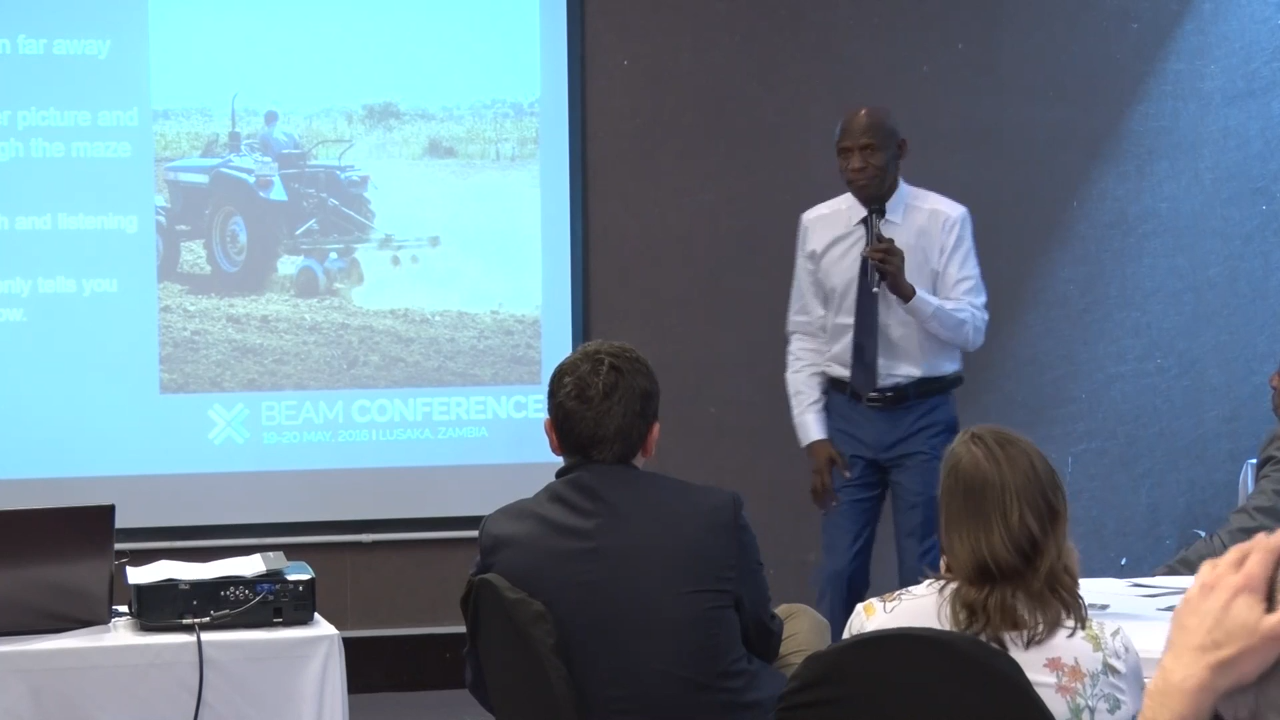 n far away
er picture and
gh the maze
h and listening
only tells you
ow.
BEAM CONFERENCE
19-20 MAY, 2016 | LUSAKA, ZAMBIA